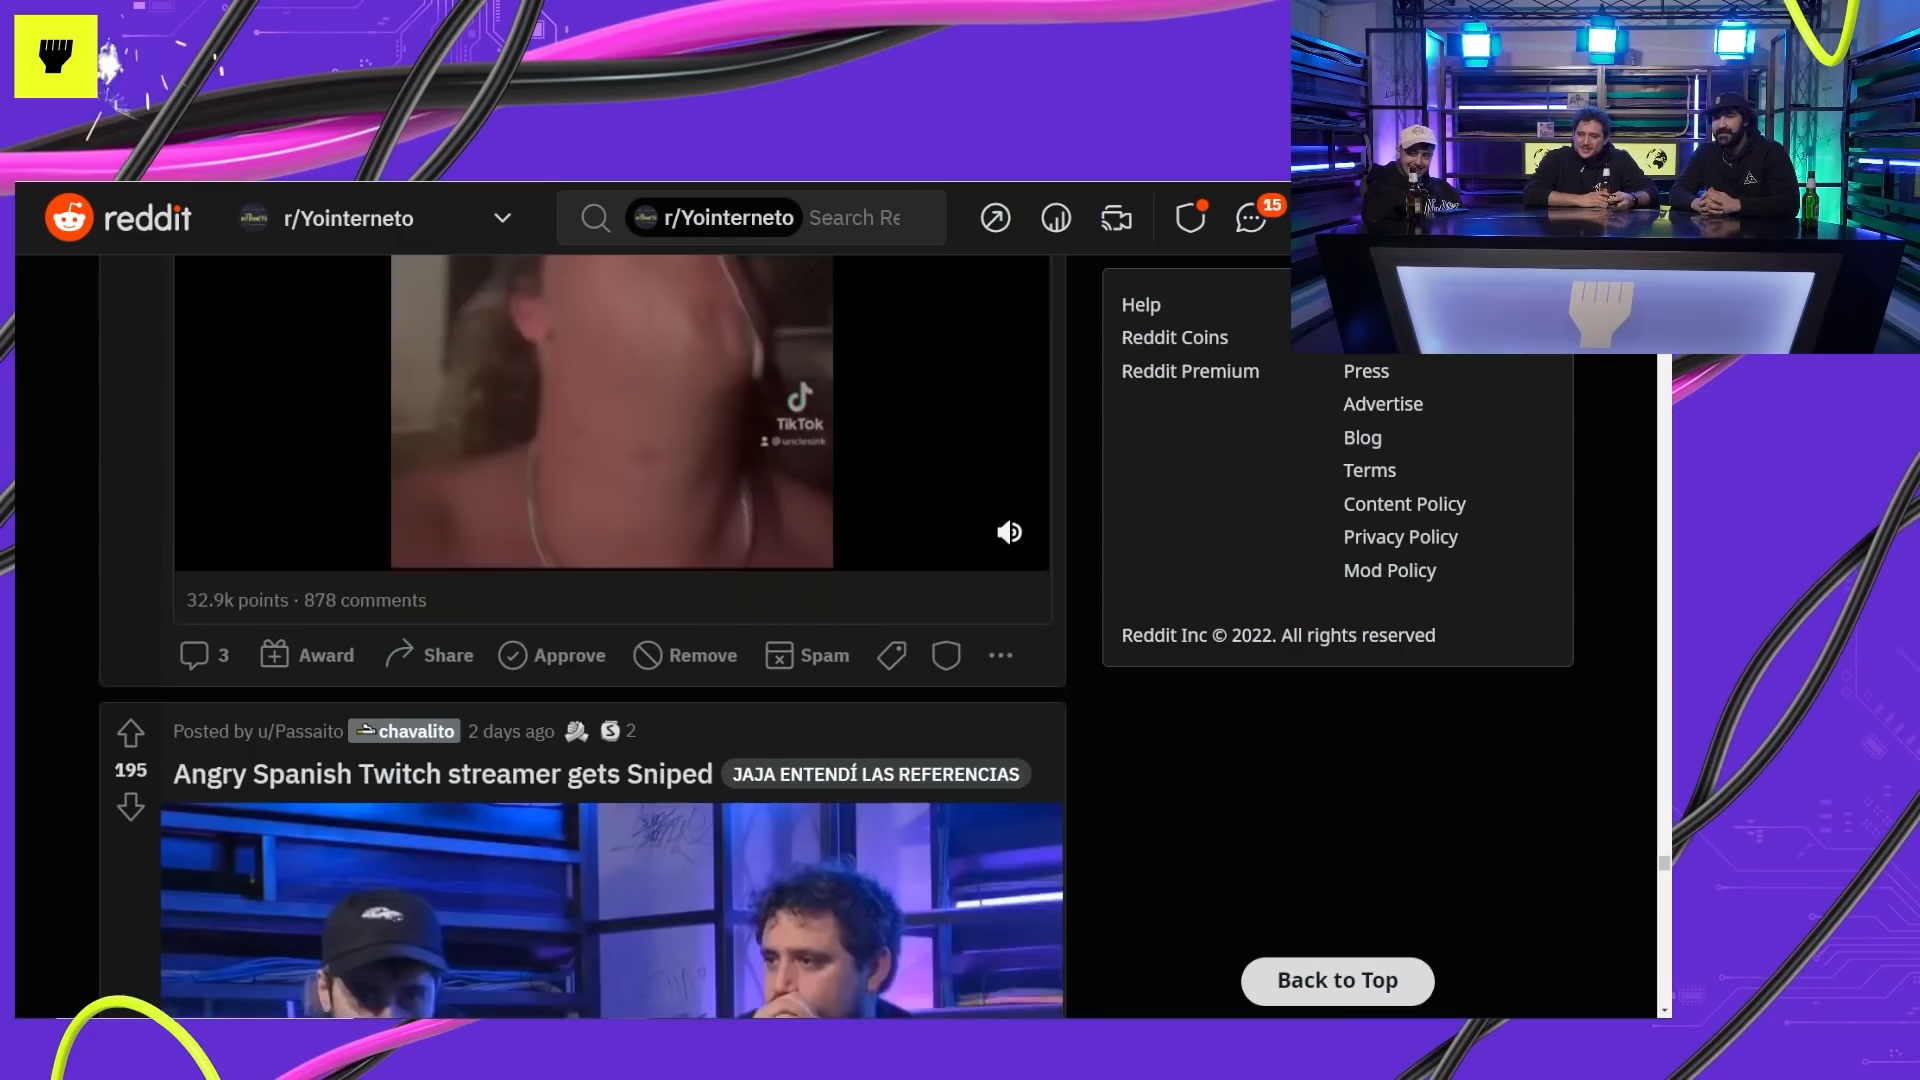 reddit
r/Yointerneto
r/Yointerneto Search Re
15
Help
Reddit Coins
Reddit Premium
Press
Advertise
Blog
Terms
Content Policy
Privacy Policy
Mod Policy
Reddit Inc © 2022. All rights reserved
TikTok
@unclesink
32.9k points · 878 comments
3 Award Share Approve Remove Spam
Posted by u/Passaito chavalito 2 days ago 2
195
Angry Spanish Twitch streamer gets Sniped JAJA ENTENDÍ LAS REFERENCIAS
Back to Top